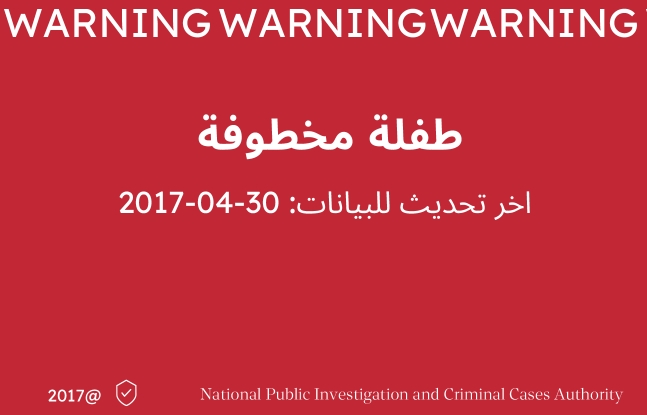 WARNING WARNING WARNING
طفلة مخطوفة
اخر تحديث للبيانات: 30-04-2017
2017@
National Public Investigation and Criminal Cases Authority